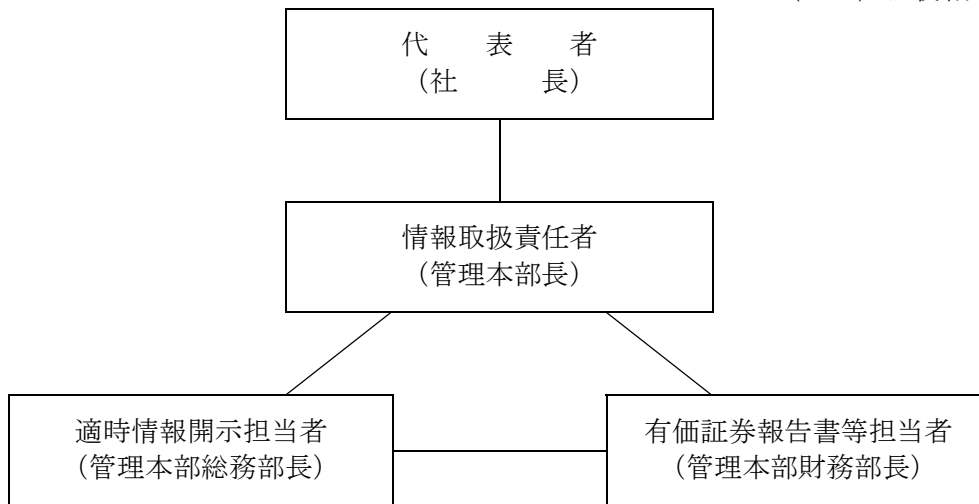 代　表　者
（社　長）
情報取扱責任者
（管理本部長）
適時情報開示担当者
（管理本部総務部長）
有価証券報告書等担当者
（管理本部財務部長）